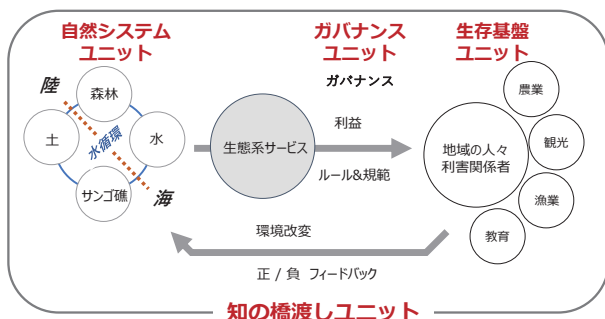 自然システム
ユニット
ガバナンス
ユニット
生存基盤
ユニット
ガバナンス
陸
森林
土
水循環
水
サンゴ礁
海
生態系サービス
利益
ルール&規範
地域の人々
利害関係者
農業
観光
漁業
教育
環境改変
正 / 負 フィードバック
知の橋渡しユニット